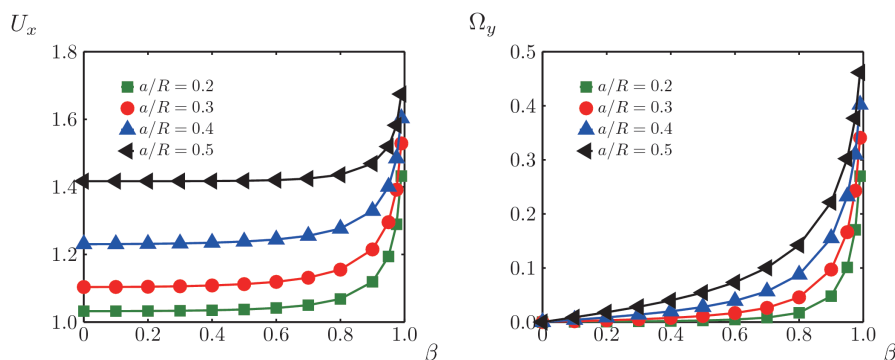 U_x
1.8
1.6
1.4
1.2
1.0
a/R = 0.2
a/R = 0.3
a/R = 0.4
a/R = 0.5
0 0.2 0.4 0.6 0.8 1.0
β
Ω_y
0.5
0.4
0.3
0.2
0.1
0.0
a/R = 0.2
a/R = 0.3
a/R = 0.4
a/R = 0.5
0 0.2 0.4 0.6 0.8 1.0
β